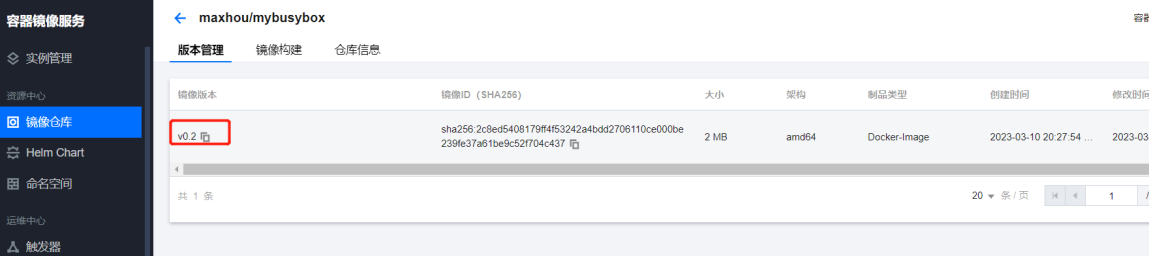 容器镜像服务
maxhou/mybusybox
版本管理 镜像构建 仓库信息
实例管理
资源中心
镜像仓库
Helm Chart
命名空间
运维中心
触发器
镜像版本 镜像ID (SHA256) 大小 架构 制品类型 创建时间 修改时间
v0.2 sha256:2c8ed5408179ff4f53242a4bdd2706110ce000be
239fe37a61be9c52f704c437 2 MB amd64 Docker-Image 2023-03-10 20:27:54 ... 2023-03
共 1 条 20 条 / 页 1 /